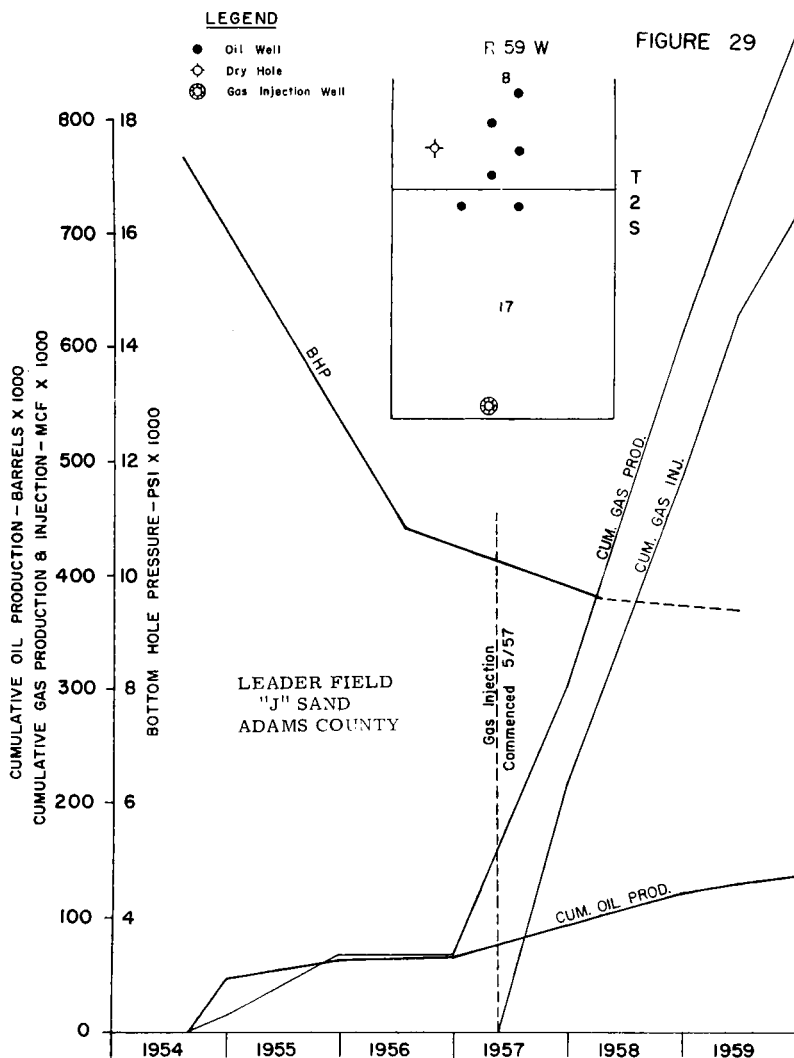 LEGEND
Oil Well
Dry Hole
Gas Injection Well
FIGURE 29
R 59 W
8
T
2
S
17
800
700
600
500
400
300
200
100
0
18
16
14
12
10
8
6
4
CUMULATIVE OIL PRODUCTION - BARRELS X 1000
CUMULATIVE GAS PRODUCTION & INJECTION - MCF X 1000
BOTTOM HOLE PRESSURE - PSI X 1000
BHP
CUM. GAS PROD.
CUM. GAS INJ.
Gas Injection
Commenced 5/57
LEADER FIELD
"J" SAND
ADAMS COUNTY
CUM. OIL PROD.
1954 1955 1956 1957 1958 1959